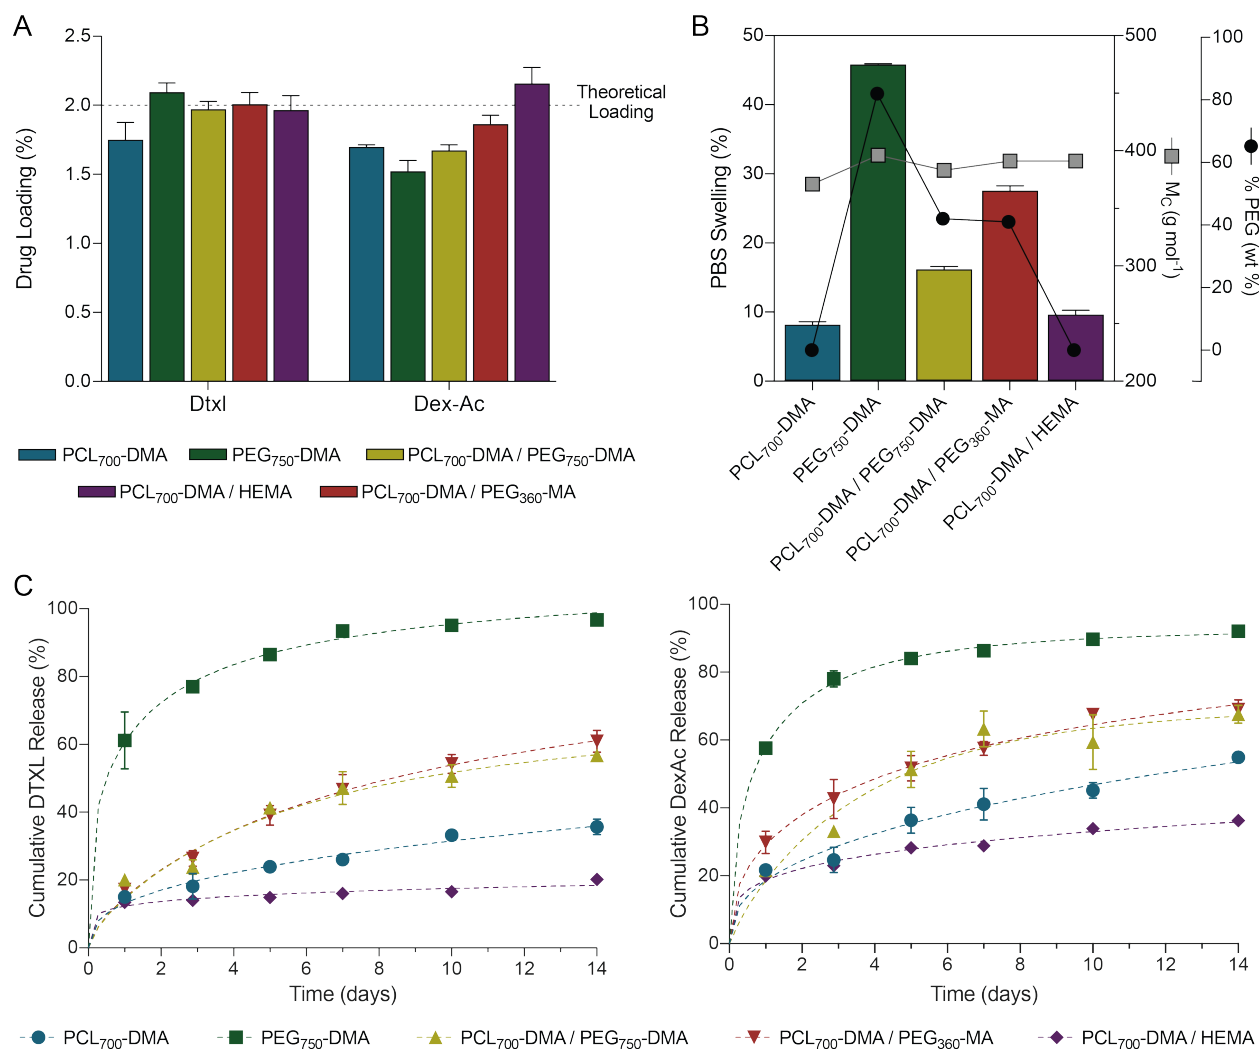 A
2.5
2.0
1.5
1.0
0.5
0.0
Drug Loading (%)
Theoretical
Loading
Dtxl
Dex-Ac
PCL700-DMA
PEG750-DMA
PCL700-DMA / PEG750-DMA
PCL700-DMA / HEMA
PCL700-DMA / PEG360-MA
B
50
40
30
20
10
0
PBS Swelling (%)
500
400
300
200
MC (g mol-1)
100
80
60
40
20
0
% PEG (wt %)
PCL700-DMA
PEG750-DMA
PCL700-DMA / PEG750-DMA
PCL700-DMA / PEG360-MA
PCL700-DMA / HEMA
C
100
80
60
40
20
0
Cumulative DTXL Release (%)
0 2 4 6 8 10 12 14
Time (days)
100
80
60
40
20
0
Cumulative DexAc Release (%)
0 2 4 6 8 10 12 14
Time (days)
PCL700-DMA
PEG750-DMA
PCL700-DMA / PEG750-DMA
PCL700-DMA / PEG360-MA
PCL700-DMA / HEMA